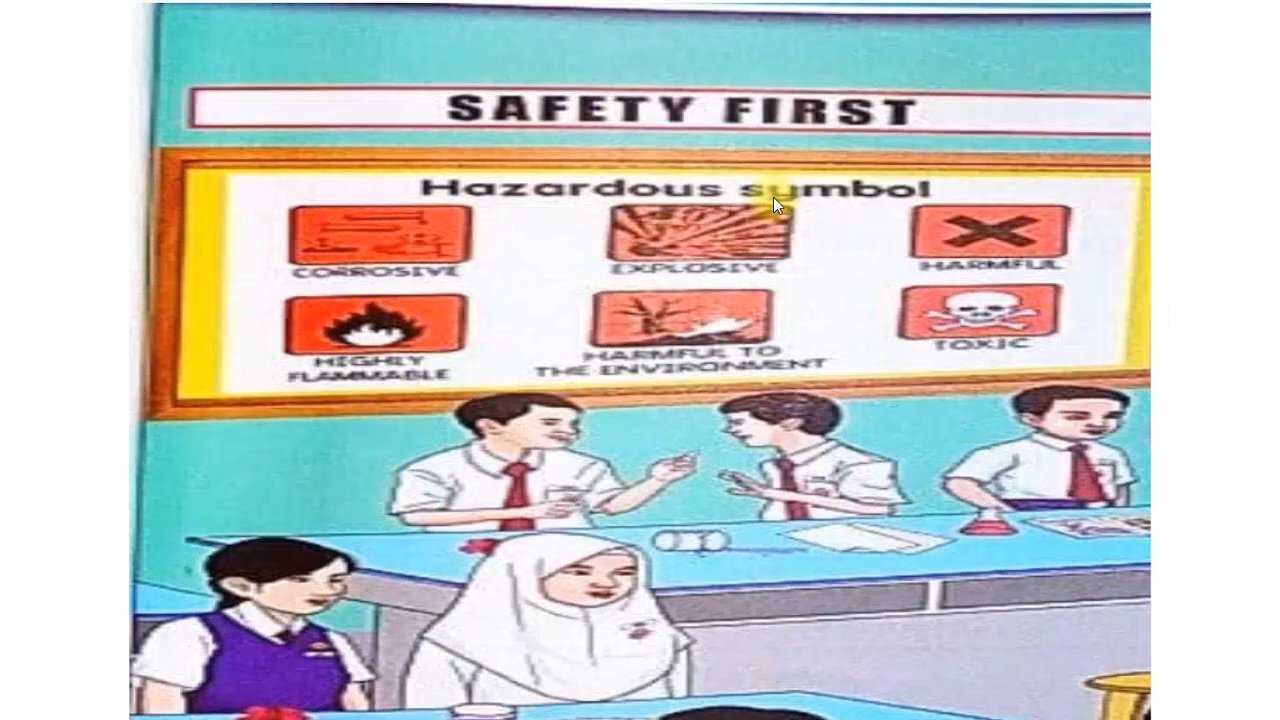 SAFETY FIRST
Hazardous symbol
CORROSIVE
EXPLOSIVE
HARMFUL
HIGHLY
FLAMMABLE
HARMFUL TO
THE ENVIRONMENT
TOXIC